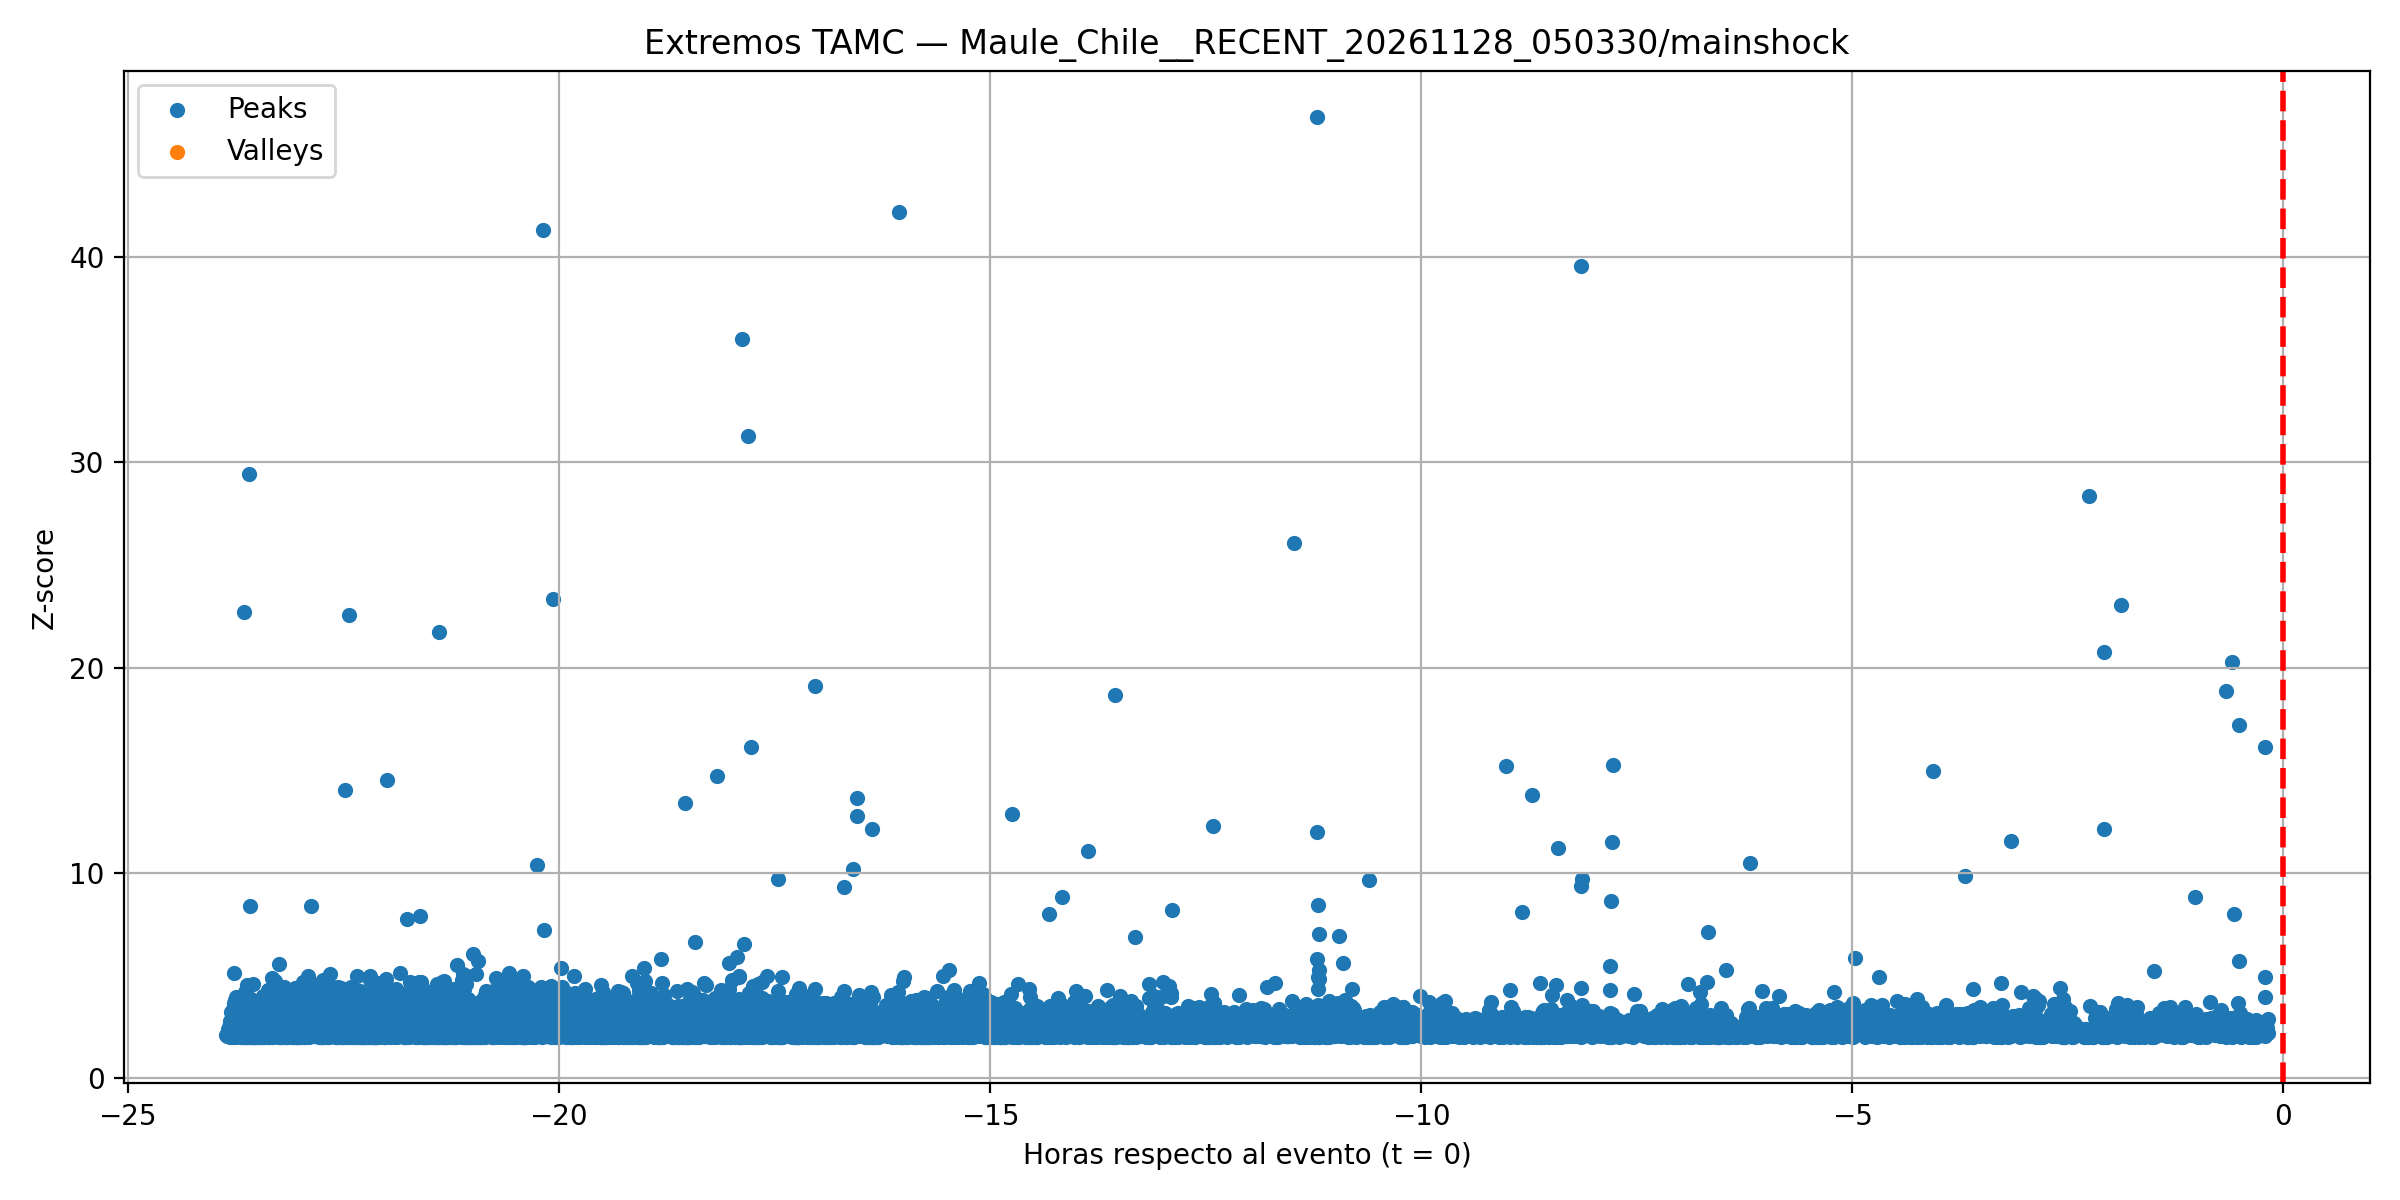 Extremos TAMC — Maule_Chile__RECENT_20261128_050330/mainshock
Peaks
Valleys
Z-score
40
30
20
10
0
−25
−20
−15
−10
−5
0
Horas respecto al evento (t = 0)